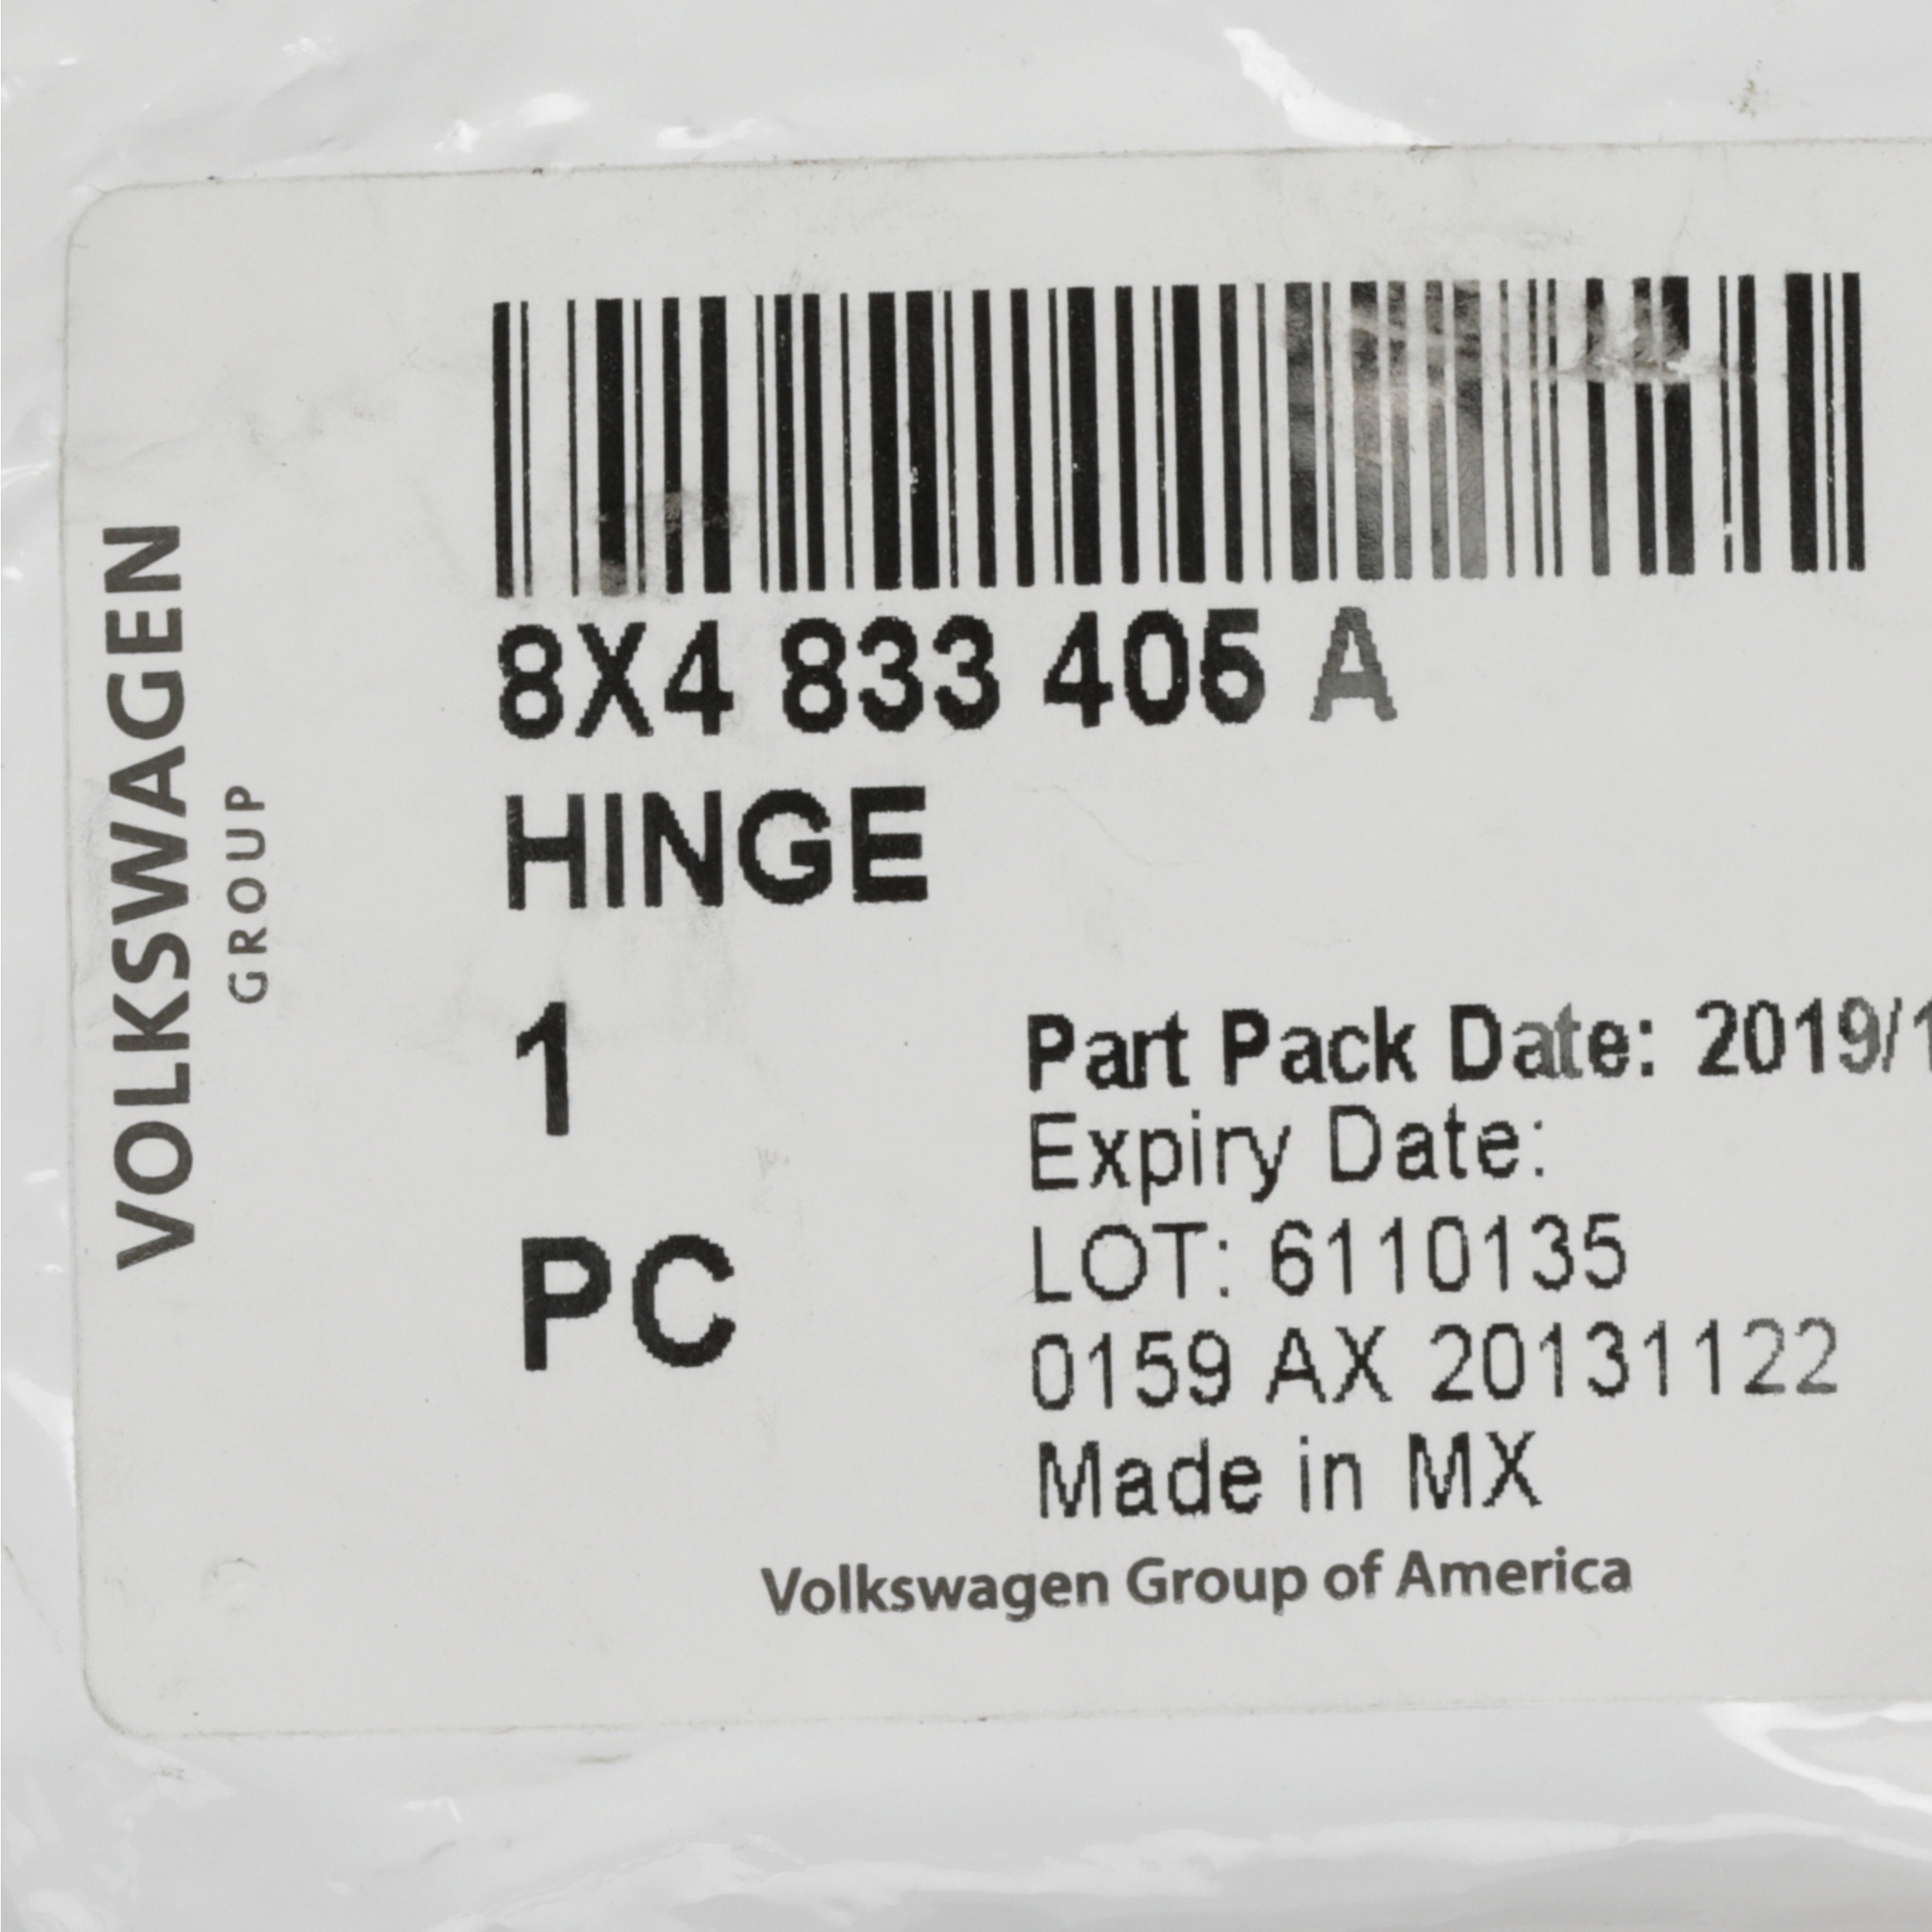 VOLKSWAGEN
GROUP
8X4 833 405 A
HINGE
1
PC
Part Pack Date: 2019/1
Expiry Date:
LOT: 6110135
0159 AX 20131122
Made in MX
Volkswagen Group of America